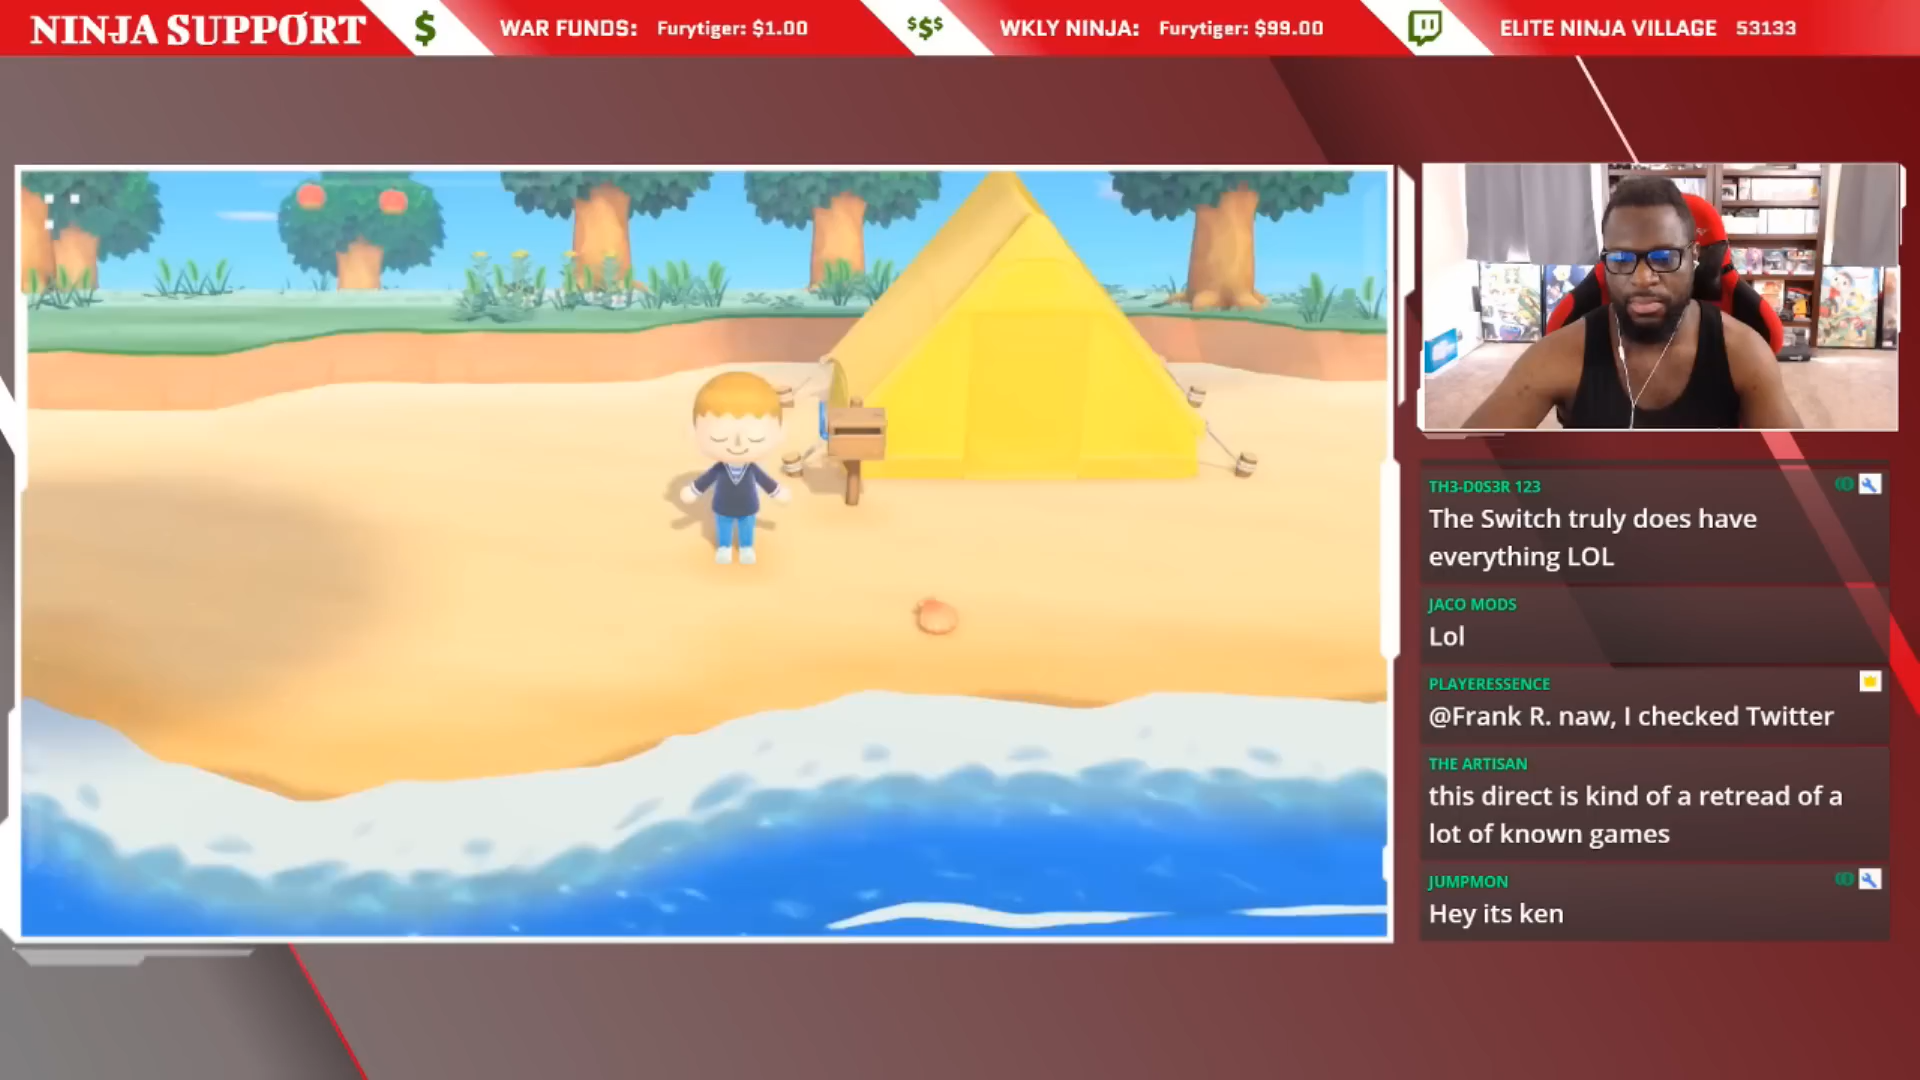 NINJA SUPPORT
$
WAR FUNDS: Furytiger: $1.00
$$$
WKLY NINJA: Furytiger: $99.00
ELITE NINJA VILLAGE 53133
TH3-D0S3R 123
The Switch truly does have
everything LOL
JACO MODS
Lol
PLAYERESSENCE
@Frank R. naw, I checked Twitter
THE ARTISAN
this direct is kind of a retread of a
lot of known games
JUMPMON
Hey its ken